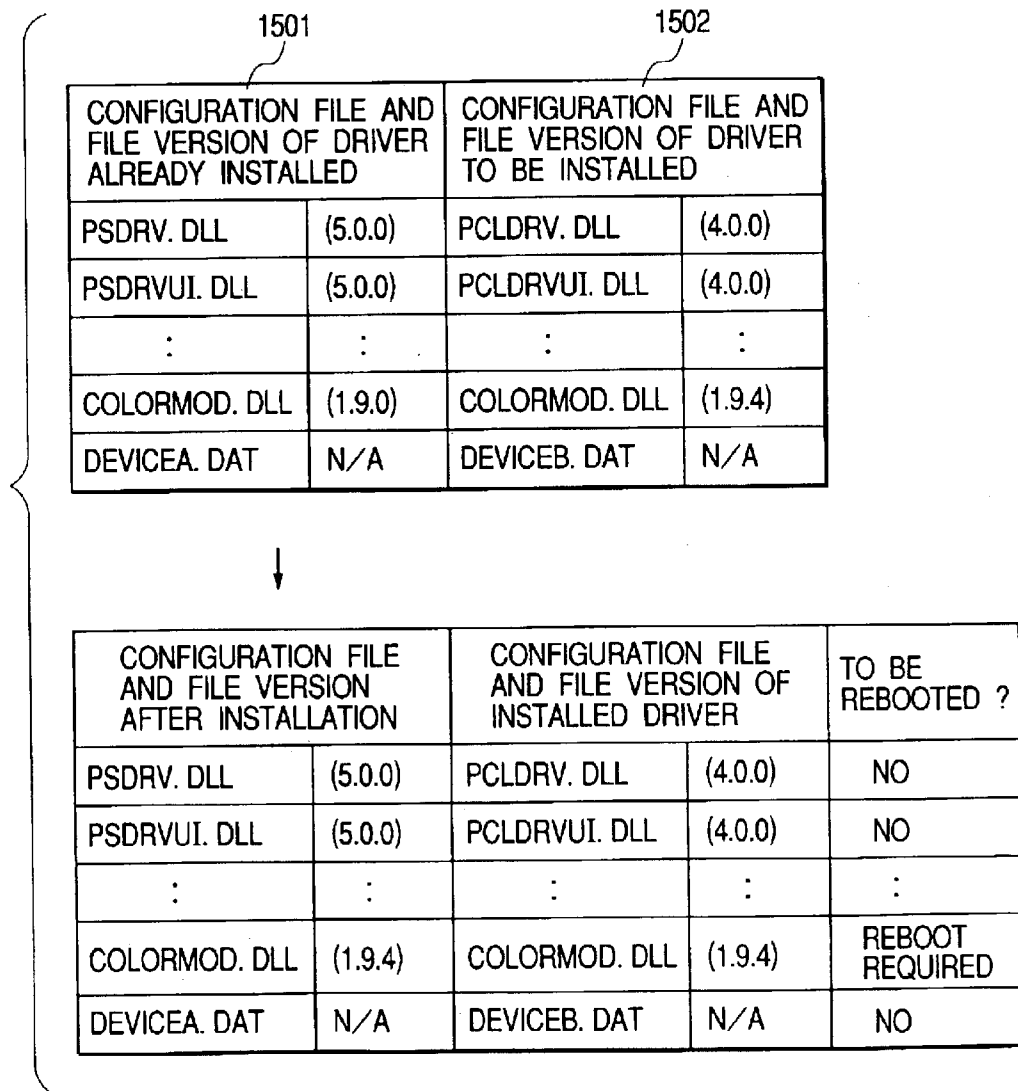 1501
1502
CONFIGURATION FILE AND
FILE VERSION OF DRIVER
ALREADY INSTALLED
CONFIGURATION FILE AND
FILE VERSION OF DRIVER
TO BE INSTALLED
PSDRV. DLL (5.0.0) PCLDRV. DLL (4.0.0)
PSDRVUI. DLL (5.0.0) PCLDRVUI. DLL (4.0.0)
: : : :
COLORMOD. DLL (1.9.0) COLORMOD. DLL (1.9.4)
DEVICEA. DAT N/A DEVICEB. DAT N/A
CONFIGURATION FILE
AND FILE VERSION
AFTER INSTALLATION
CONFIGURATION FILE
AND FILE VERSION OF
INSTALLED DRIVER
TO BE
REBOOTED ?
PSDRV. DLL (5.0.0) PCLDRV. DLL (4.0.0) NO
PSDRVUI. DLL (5.0.0) PCLDRVUI. DLL (4.0.0) NO
: : : : :
COLORMOD. DLL (1.9.4) COLORMOD. DLL (1.9.4) REBOOT
REQUIRED
DEVICEA. DAT N/A DEVICEB. DAT N/A NO